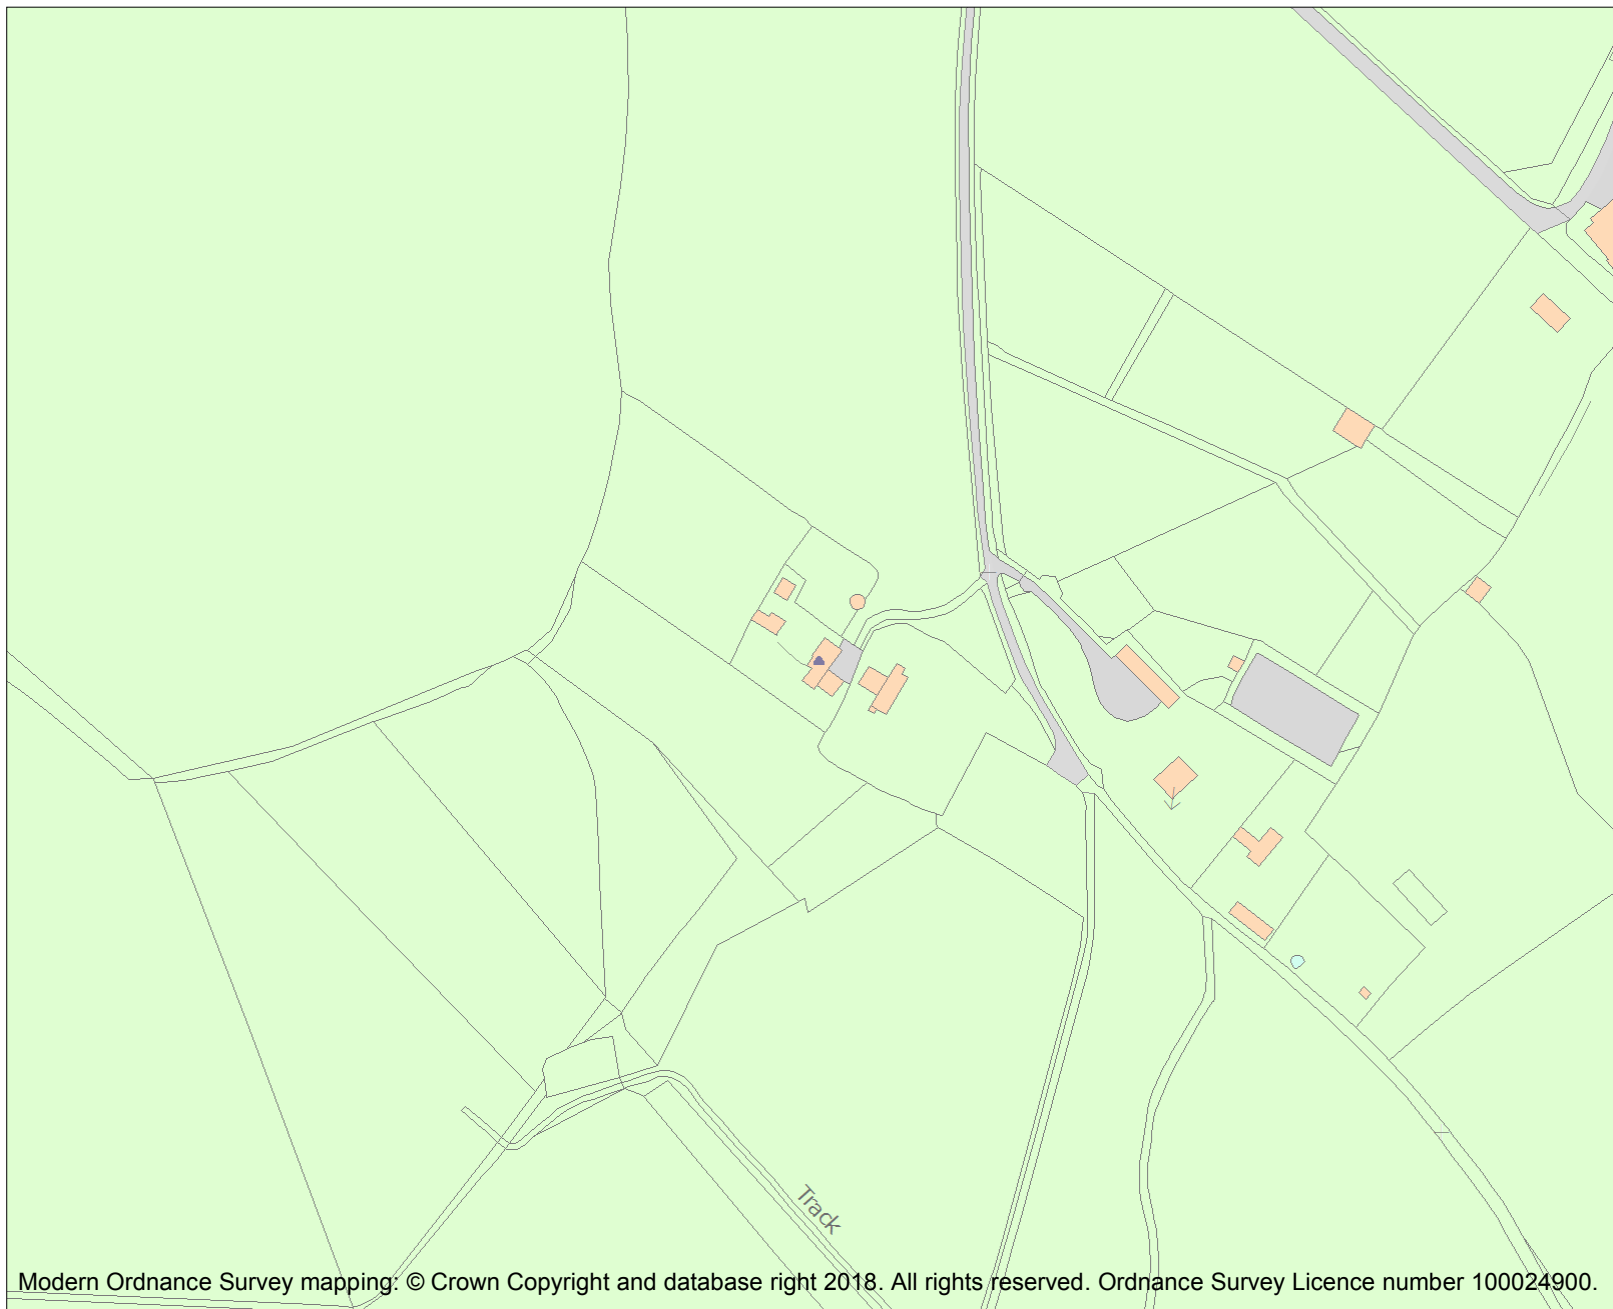 Track
Modern Ordnance Survey mapping: © Crown Copyright and database right 2018. All rights reserved. Ordnance Survey Licence number 100024900.